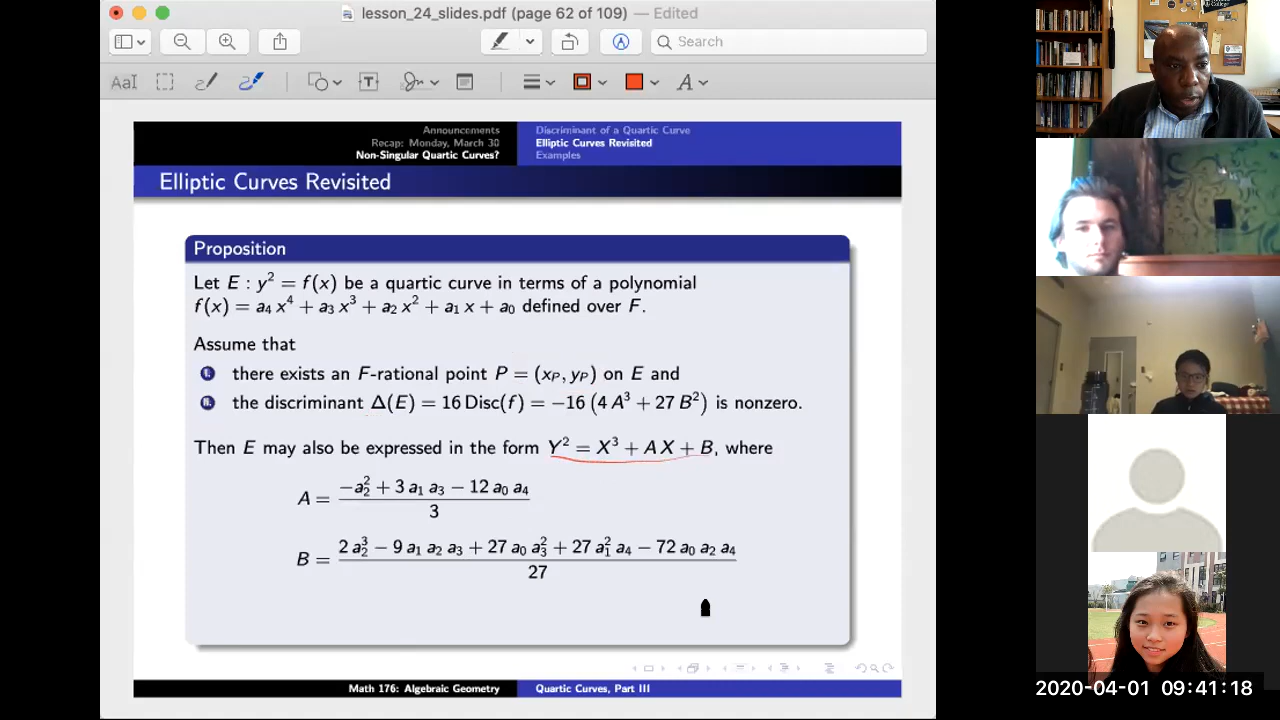 lesson_24_slides.pdf (page 62 of 109) — Edited
Search
AaI
T
A
Announcements
Recap: Monday, March 30
Non-Singular Quartic Curves?
Discriminant of a Quartic Curve
Elliptic Curves Revisited
Examples
Elliptic Curves Revisited
Proposition
Let E : y² = f(x) be a quartic curve in terms of a polynomial
f(x) = a₄ x⁴ + a₃ x³ + a₂ x² + a₁ x + a₀ defined over F.
Assume that
there exists an F-rational point P = (x_P, y_P) on E and
the discriminant Δ(E) = 16 Disc(f) = −16 (4 A³ + 27 B²) is nonzero.
Then E may also be expressed in the form Y² = X³ + A X + B, where
A = (−a₂² + 3 a₁ a₃ − 12 a₀ a₄) / 3
B = (2 a₂³ − 9 a₁ a₂ a₃ + 27 a₀ a₃² + 27 a₁² a₄ − 72 a₀ a₂ a₄) / 27
Math 176: Algebraic Geometry
Quartic Curves, Part III
2020-04-01 09:41:18